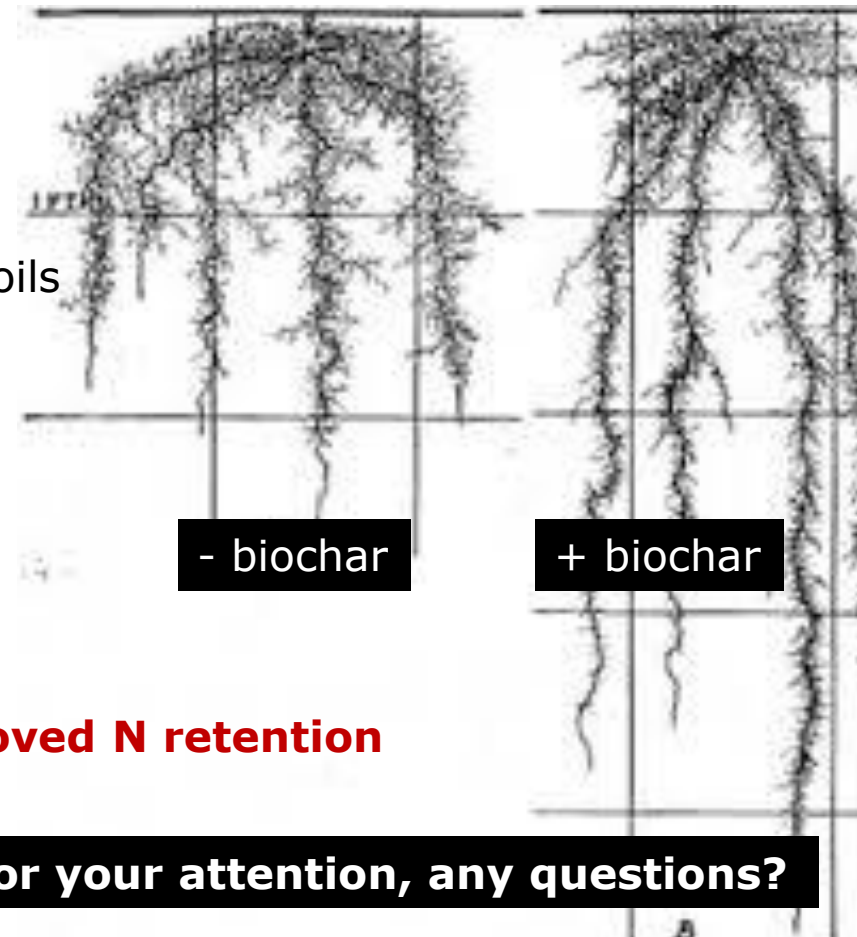 oils
- biochar
+ biochar
oved N retention
or your attention, any questions?
A